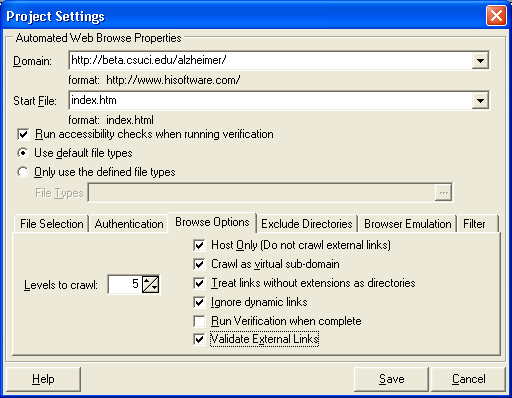 Project Settings
Automated Web Browse Properties
Domain: http://beta.csuci.edu/alzheimer/
format: http://www.hisoftware.com/
Start File: index.htm
format: index.html
Run accessibility checks when running verification
Use default file types
Only use the defined file types
File Types ...
File Selection Authentication Browse Options Exclude Directories Browser Emulation Filter
Host Only (Do not crawl external links)
Crawl as virtual sub-domain
Levels to crawl: 5
Treat links without extensions as directories
Ignore dynamic links
Run Verification when complete
Validate External Links
Help Save Cancel